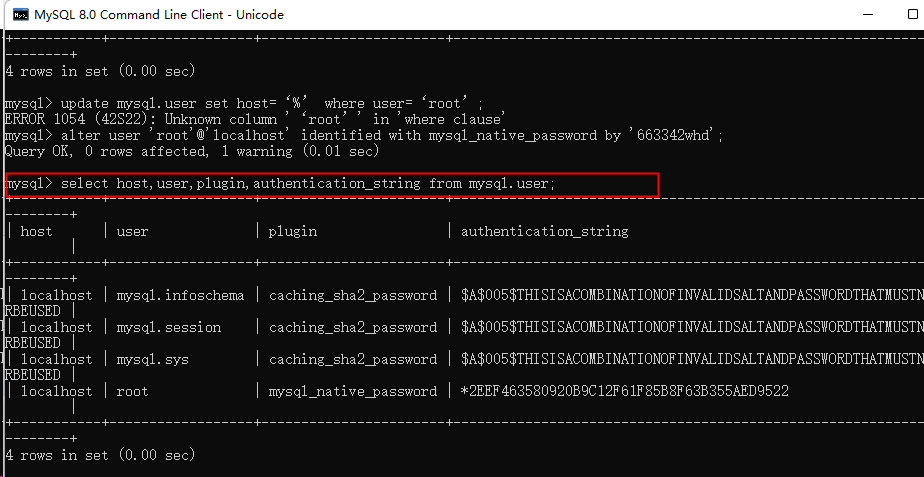 MySQL 8.0 Command Line Client - Unicode
+-----------+------------------+-----------------------+------------------------------------------------------------
--------+
4 rows in set (0.00 sec)
mysql> update mysql.user set host= ‘%’ where user= ‘root’ ;
ERROR 1054 (42S22): Unknown column ' ‘root’ ' in 'where clause'
mysql> alter user 'root'@'localhost' identified with mysql_native_password by '663342whd';
Query OK, 0 rows affected, 1 warning (0.01 sec)
mysql> select host,user,plugin,authentication_string from mysql.user;
+-----------+------------------+-----------------------+------------------------------------------------------------
--------+
| host | user | plugin | authentication_string
|
+-----------+------------------+-----------------------+------------------------------------------------------------
--------+
| localhost | mysql.infoschema | caching_sha2_password | $A$005$THISISACOMBINATIONOFINVALIDSALTANDPASSWORDTHATMUSTN
RBEUSED |
| localhost | mysql.session | caching_sha2_password | $A$005$THISISACOMBINATIONOFINVALIDSALTANDPASSWORDTHATMUSTN
RBEUSED |
| localhost | mysql.sys | caching_sha2_password | $A$005$THISISACOMBINATIONOFINVALIDSALTANDPASSWORDTHATMUSTN
RBEUSED |
| localhost | root | mysql_native_password | *2EEF463580920B9C12F61F85B8F63B355AED9522
|
+-----------+------------------+-----------------------+------------------------------------------------------------
--------+
4 rows in set (0.00 sec)